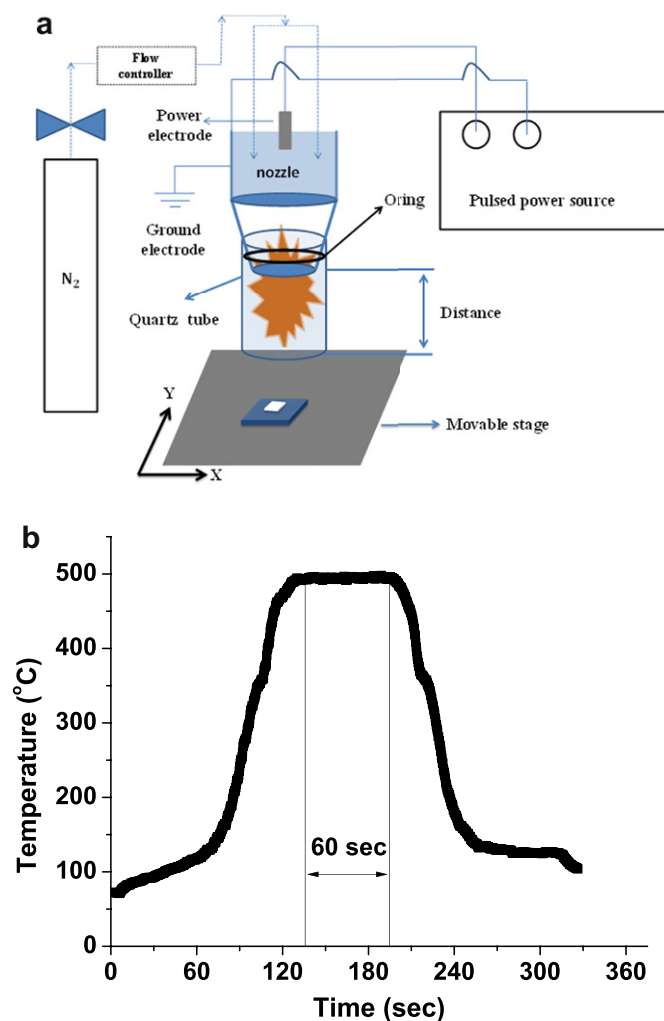 a
Flow
controller
Power
electrode
nozzle
Oring
Pulsed power source
Ground
electrode
N2
Quartz tube
Distance
Y
Movable stage
X
b
500
400
300
200
100
0
Temperature (°C)
60 sec
0 60 120 180 240 300 360
Time (sec)